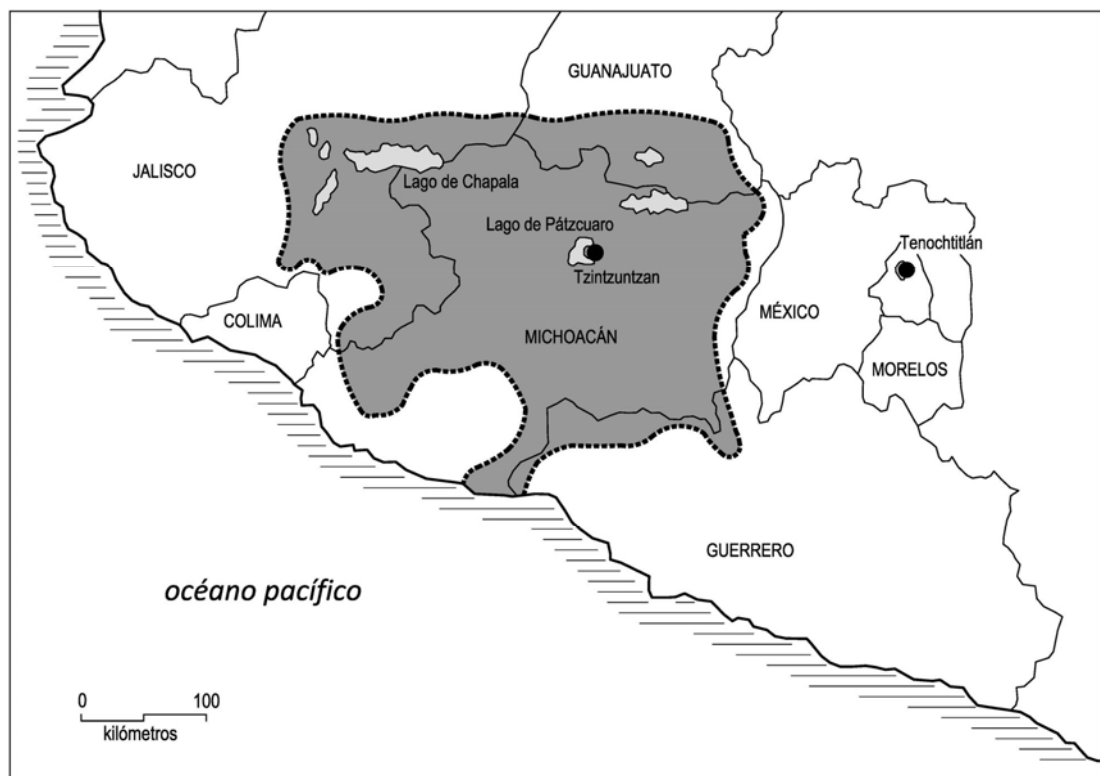 GUANAJUATO
JALISCO
Lago de Chapala
Lago de Pátzcuaro
Tzintzuntzan
Tenochtitlán
COLIMA
MICHOACÁN
MÉXICO
MORELOS
GUERRERO
océano pacífico
0 100
kilómetros